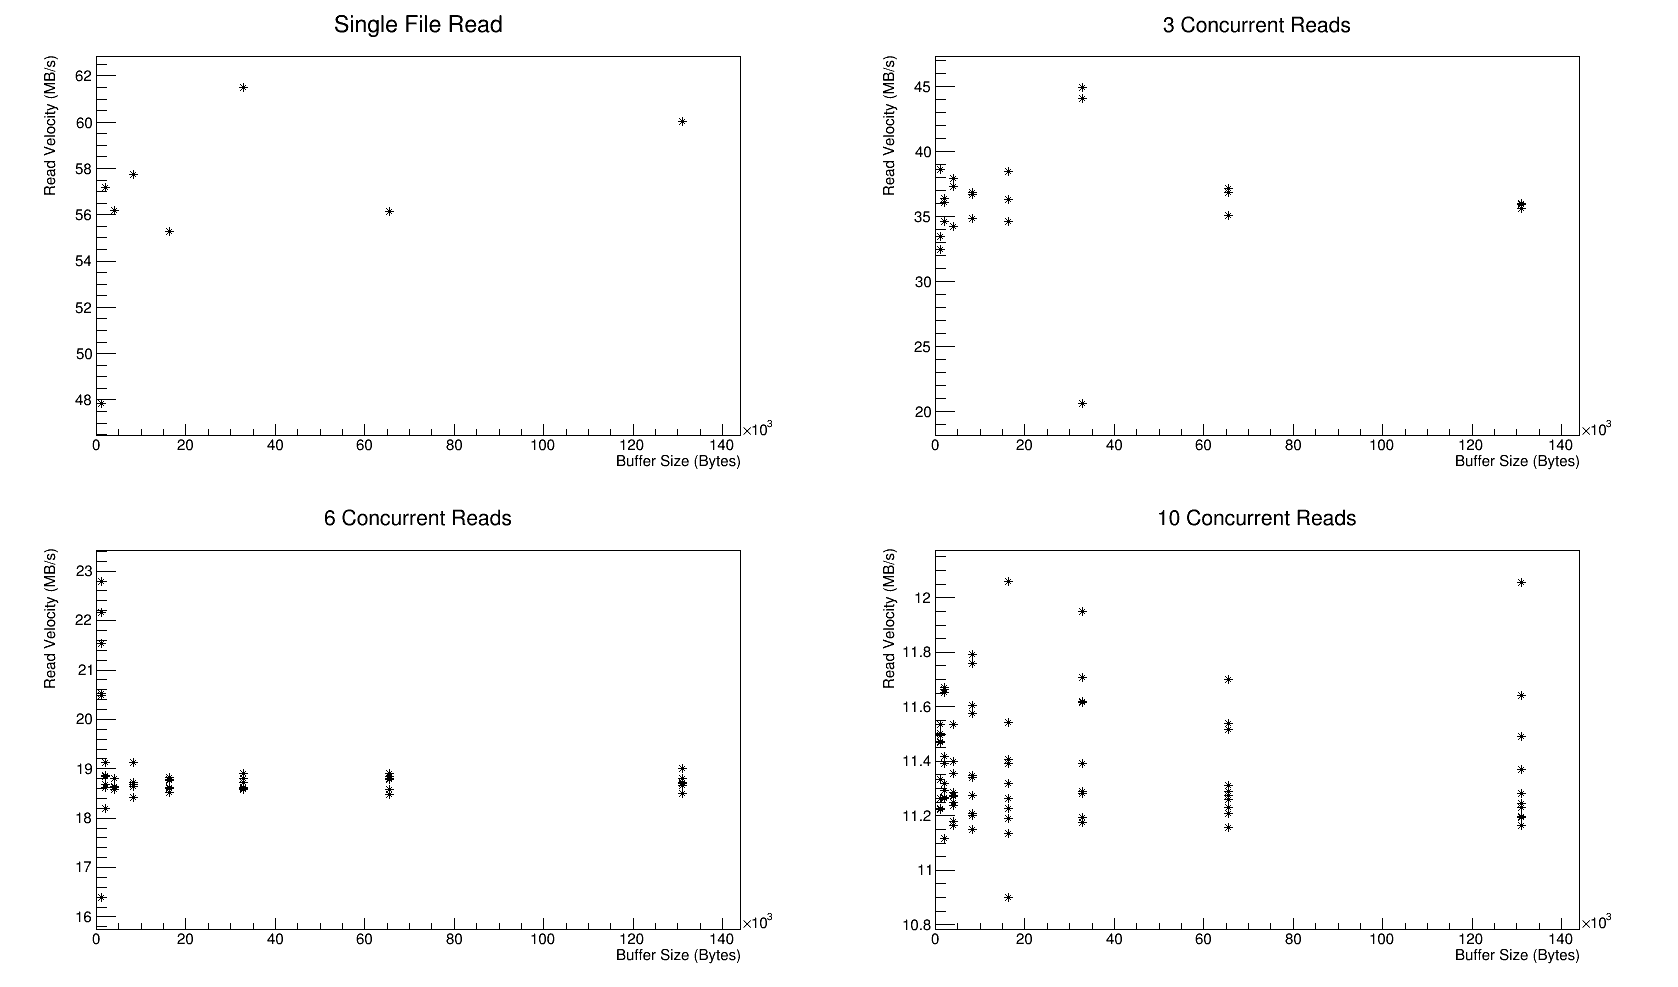 Single File Read
Read Velocity (MB/s)
62
60
58
56
54
52
50
48
0 20 40 60 80 100 120 140 ×10³
Buffer Size (Bytes)
3 Concurrent Reads
Read Velocity (MB/s)
45
40
35
30
25
20
0 20 40 60 80 100 120 140 ×10³
Buffer Size (Bytes)
6 Concurrent Reads
Read Velocity (MB/s)
23
22
21
20
19
18
17
16
0 20 40 60 80 100 120 140 ×10³
Buffer Size (Bytes)
10 Concurrent Reads
Read Velocity (MB/s)
12
11.8
11.6
11.4
11.2
11
10.8
0 20 40 60 80 100 120 140 ×10³
Buffer Size (Bytes)